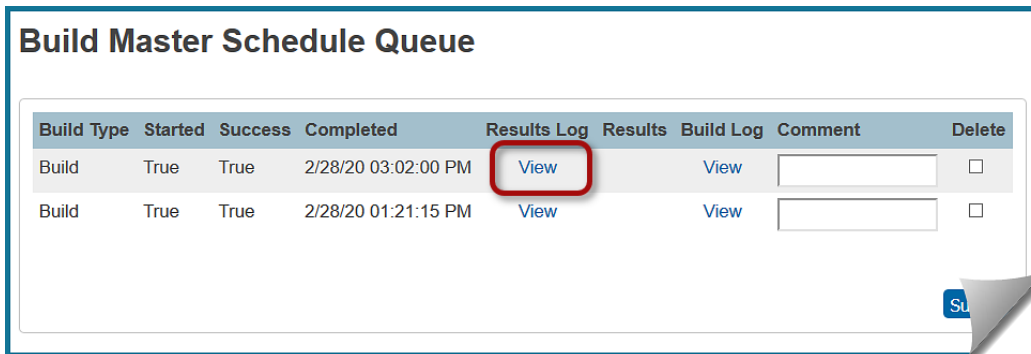 Build Master Schedule Queue
Build Type Started Success Completed Results Log Results Build Log Comment Delete
Build True True 2/28/20 03:02:00 PM View View
Build True True 2/28/20 01:21:15 PM View View